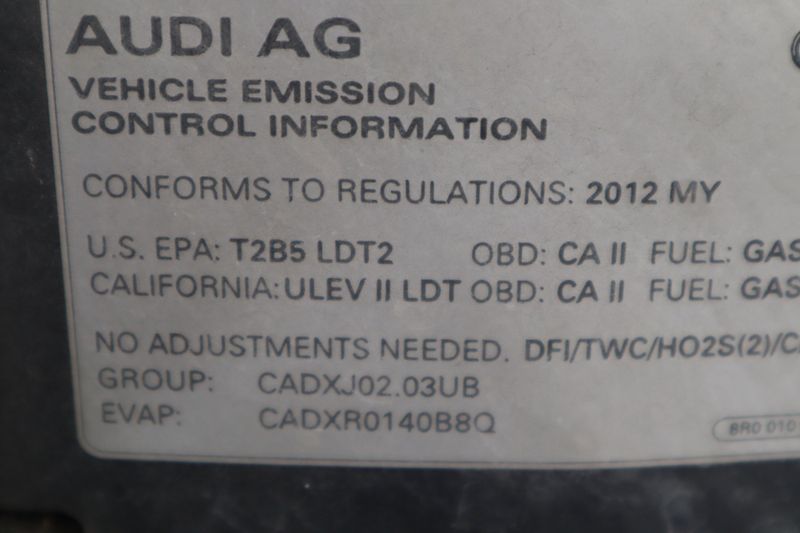 AUDI AG
VEHICLE EMISSION
CONTROL INFORMATION
CONFORMS TO REGULATIONS: 2012 MY
U.S. EPA: T2B5 LDT2 OBD: CA II FUEL: GAS
CALIFORNIA: ULEV II LDT OBD: CA II FUEL: GAS
NO ADJUSTMENTS NEEDED. DFI/TWC/HO2S(2)/C
GROUP: CADXJ02.03UB
EVAP: CADXR0140B8Q
8R0 010